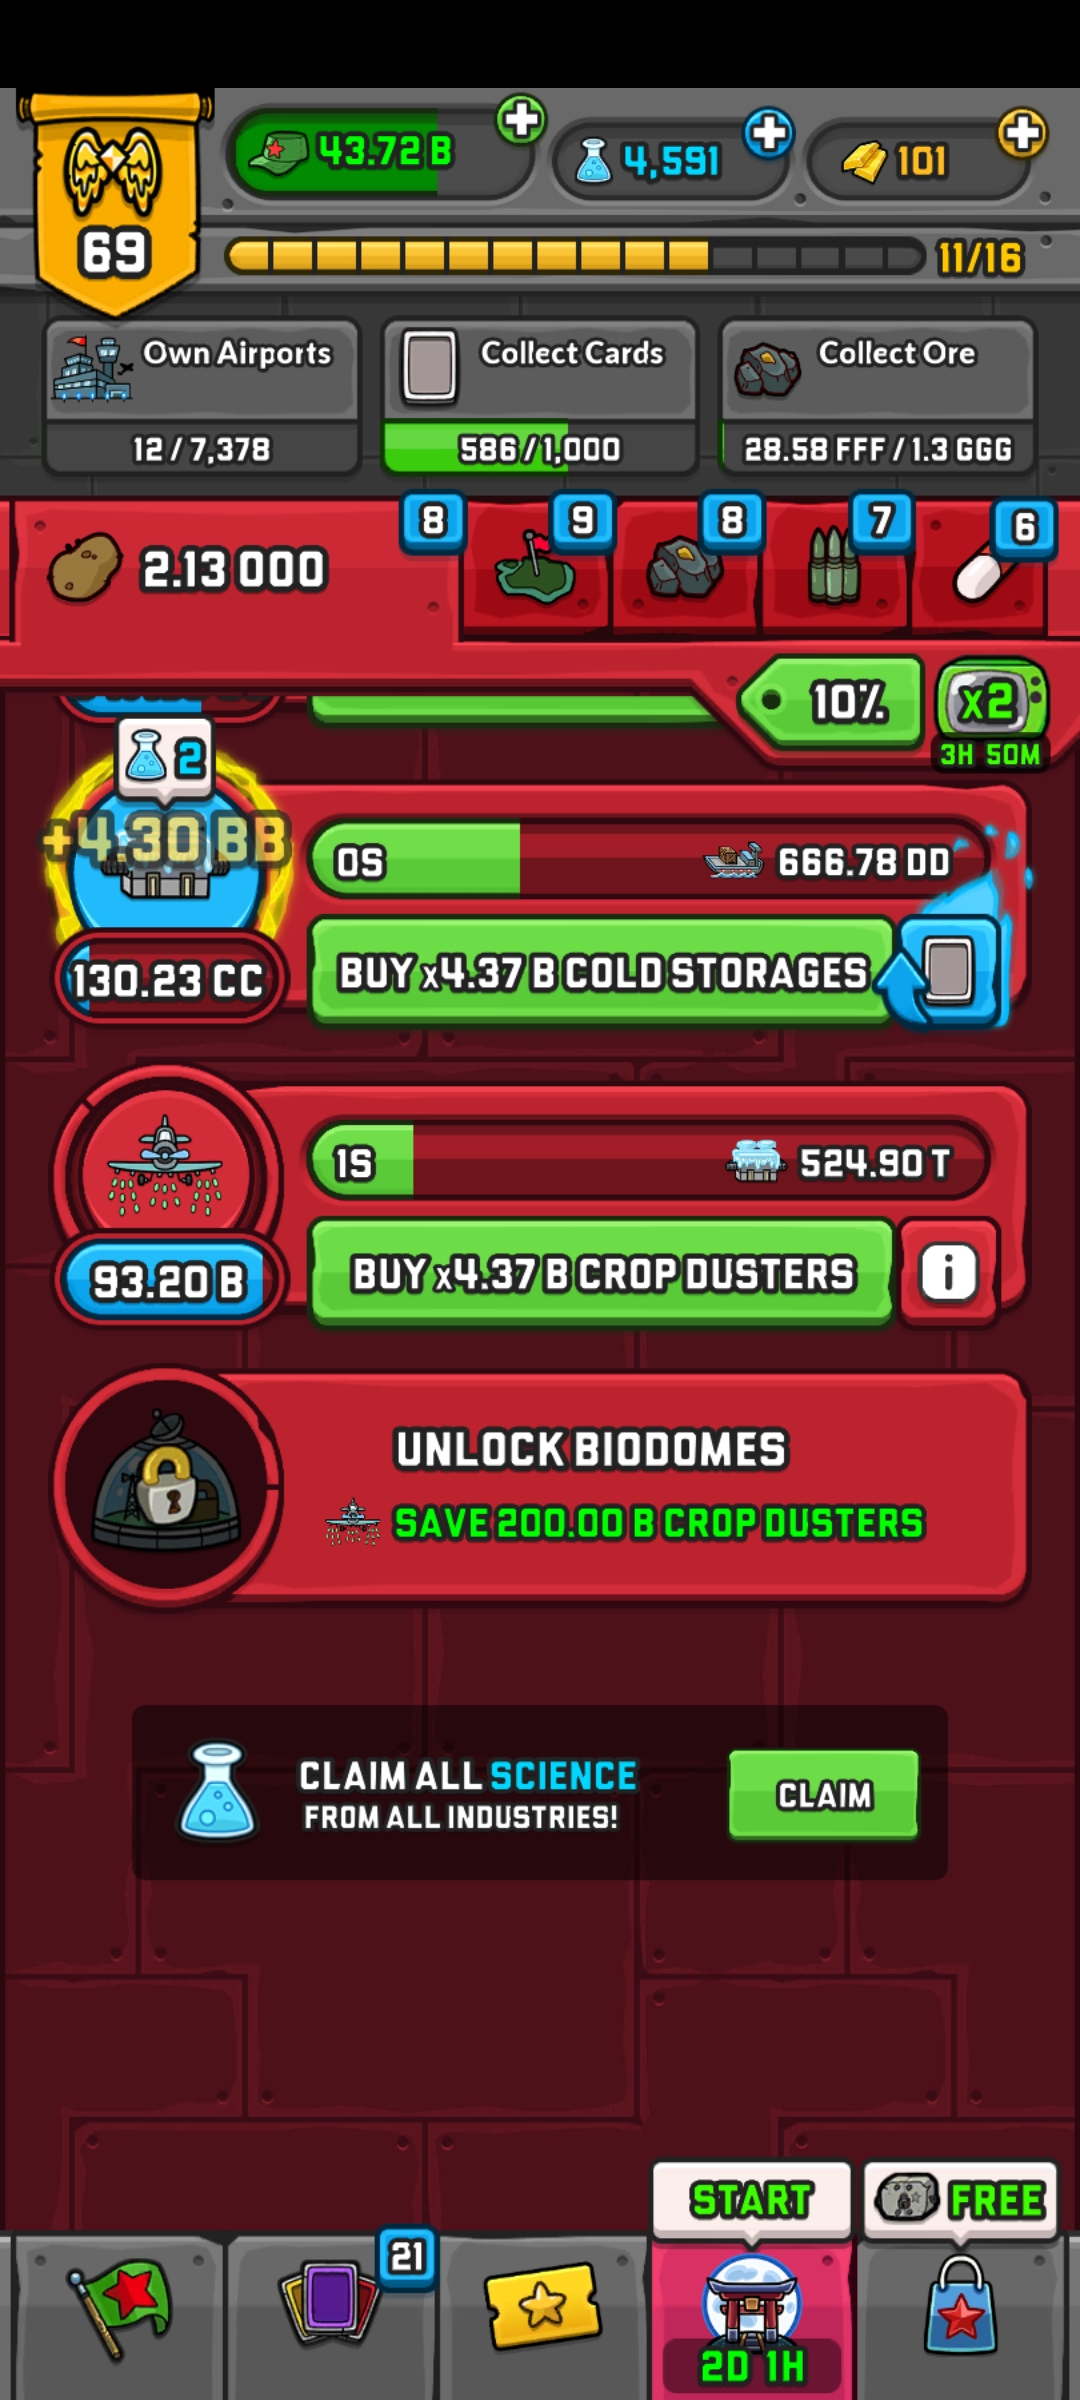 69
43.72 B
4,591
101
11/16
Own Airports
12 / 7,378
Collect Cards
586 / 1,000
Collect Ore
28.58 FFF / 1.3 GGG
2.13 OOO
8
9
8
7
6
10%
x2
3H 50M
2
+4.30 BB
0S
666.78 DD
130.23 CC
BUY x4.37 B COLD STORAGES
1S
524.90 T
93.20 B
BUY x4.37 B CROP DUSTERS
i
UNLOCK BIODOMES
SAVE 200.00 B CROP DUSTERS
CLAIM ALL SCIENCE
FROM ALL INDUSTRIES!
CLAIM
START
FREE
21
2D 1H